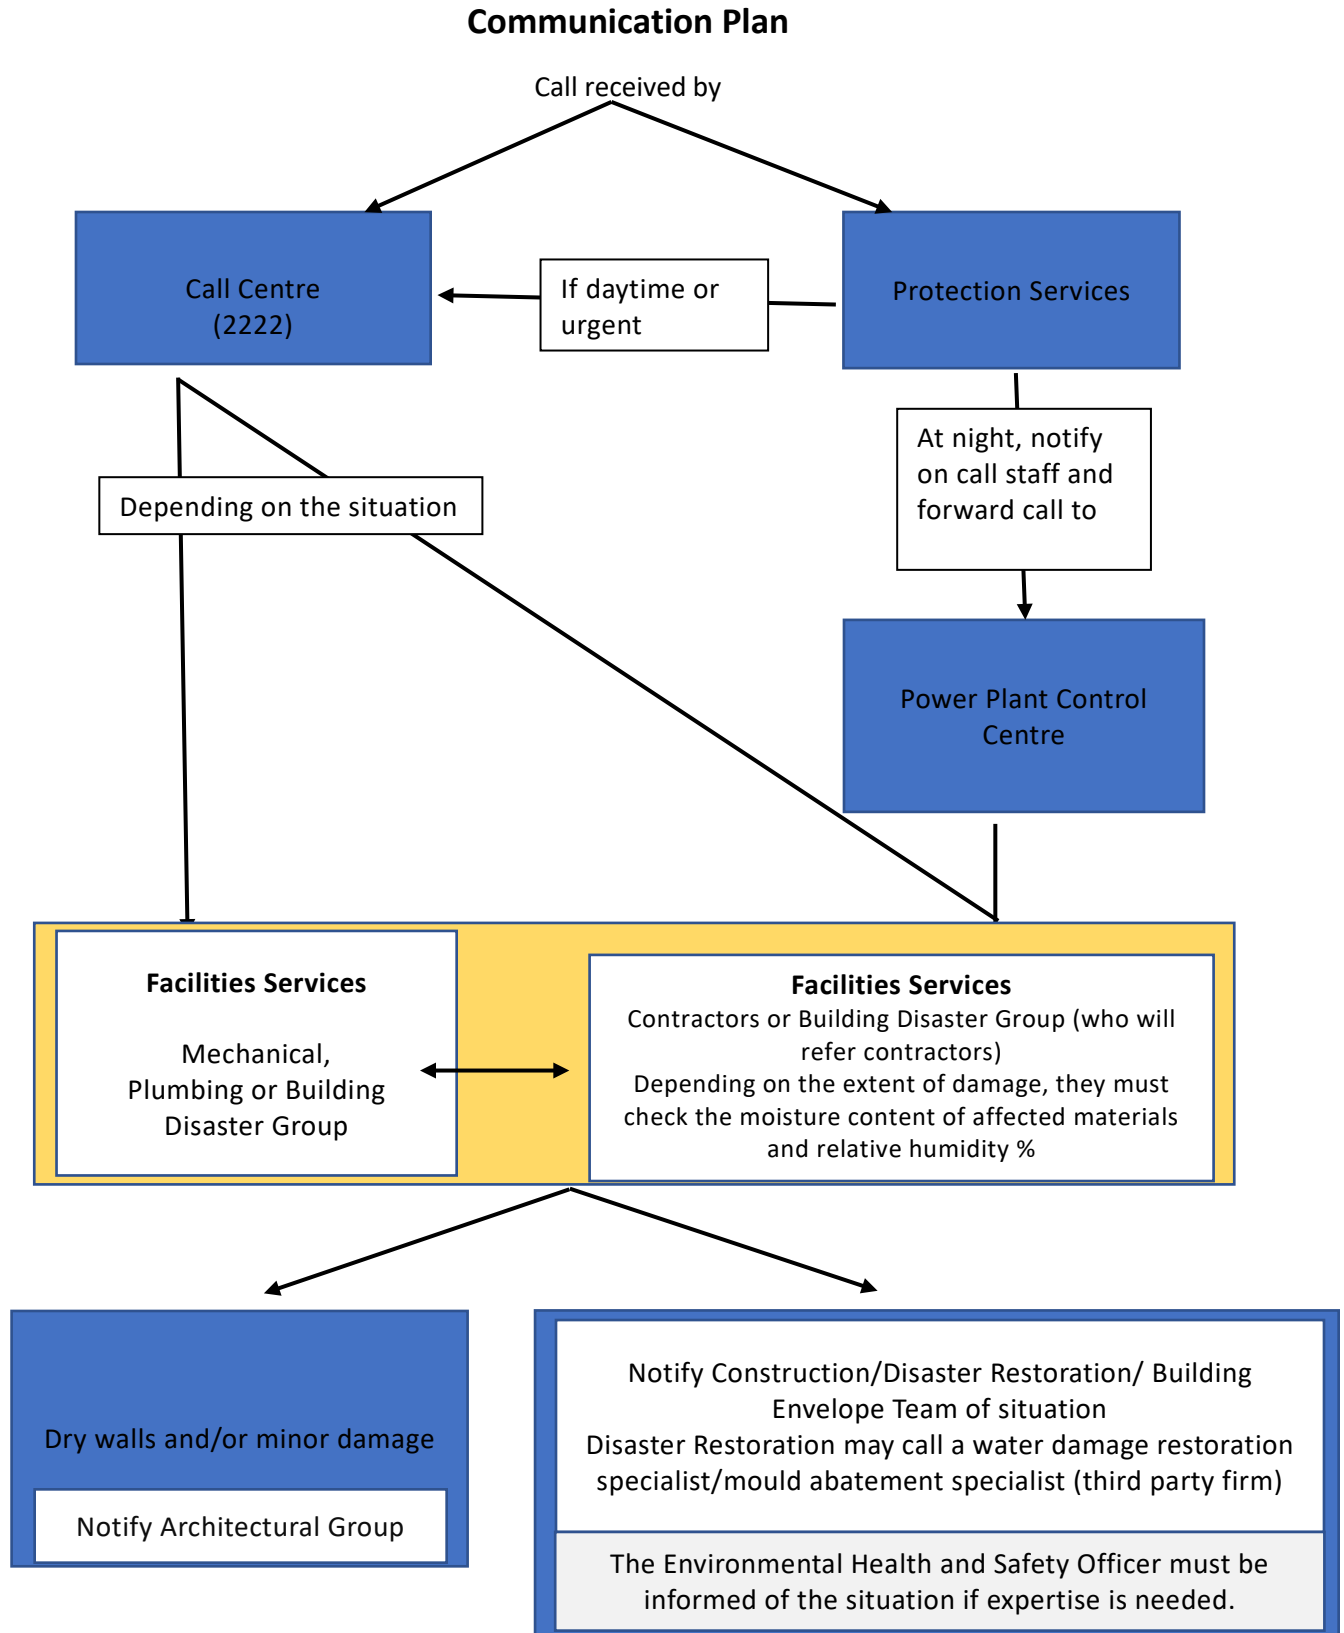 Communication Plan
Call received by
Call Centre
(2222)
If daytime or
urgent
Protection Services
At night, notify
on call staff and
forward call to
Depending on the situation
Power Plant Control
Centre
Facilities Services
Mechanical,
Plumbing or Building
Disaster Group
Facilities Services
Contractors or Building Disaster Group (who will
refer contractors)
Depending on the extent of damage, they must
check the moisture content of affected materials
and relative humidity %
Dry walls and/or minor damage
Notify Architectural Group
Notify Construction/Disaster Restoration/ Building
Envelope Team of situation
Disaster Restoration may call a water damage restoration
specialist/mould abatement specialist (third party firm)
The Environmental Health and Safety Officer must be
informed of the situation if expertise is needed.